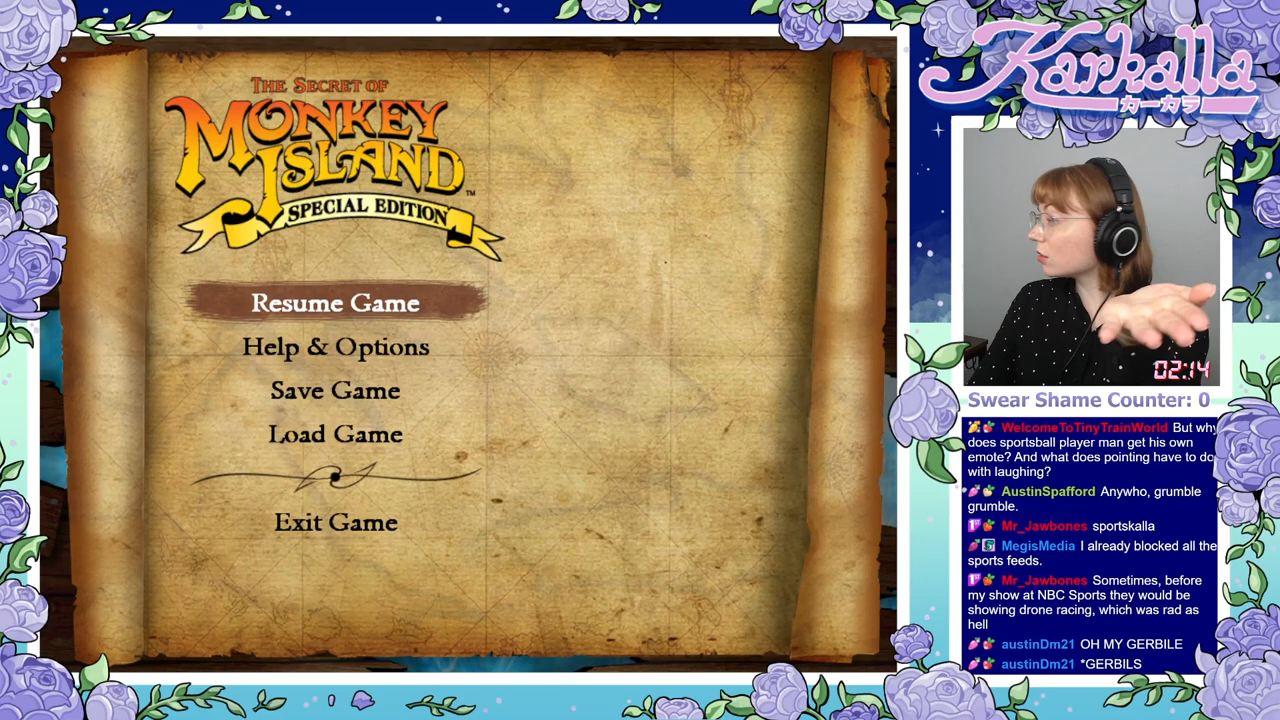 THE SECRET OF
MONKEY
ISLAND™
SPECIAL EDITION
Resume Game
Help & Options
Save Game
Load Game
Exit Game
Karkalla
カーカラ
02:14
Swear Shame Counter: 0
WelcomeToTinyTrainWorld But why
does sportsball player man get his own
emote? And what does pointing have to do
with laughing?
AustinSpafford Anywho, grumble
grumble.
Mr_Jawbones sportskalla
MegisMedia I already blocked all the
sports feeds.
Mr_Jawbones Sometimes, before
my show at NBC Sports they would be
showing drone racing, which was rad as
hell
austinDm21 OH MY GERBILE
austinDm21 *GERBILS